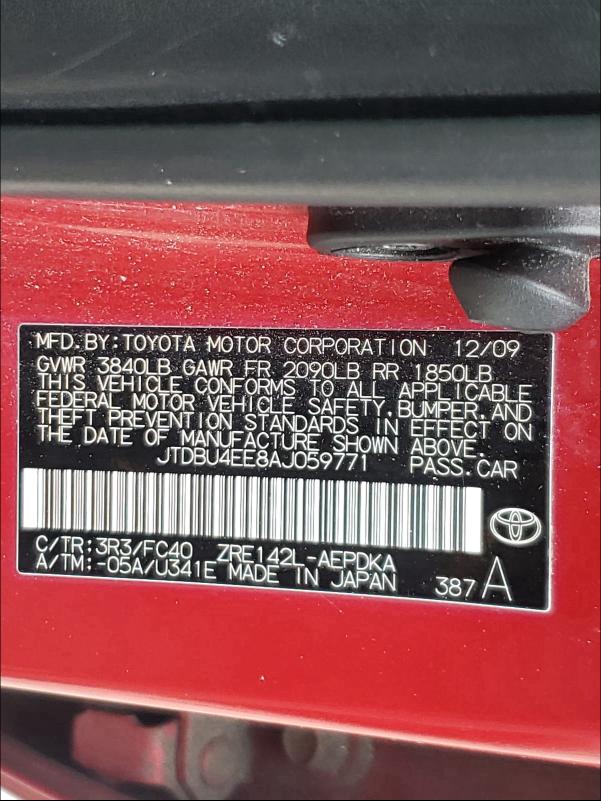 MFD.BY:TOYOTA MOTOR CORPORATION 12/09
GVWR 3840LB GAWR FR 2090LB RR 1850LB
THIS VEHICLE CONFORMS TO ALL APPLICABLE
FEDERAL MOTOR VEHICLE SAFETY,BUMPER,AND
THEFT PREVENTION STANDARDS IN EFFECT ON
THE DATE OF MANUFACTURE SHOWN ABOVE.
JTDBU4EE8AJ059771 PASS.CAR
C/TR:3R3/FC40 ZRE142L-AEPDKA
A/TM:-05A/U341E MADE IN JAPAN 387 A